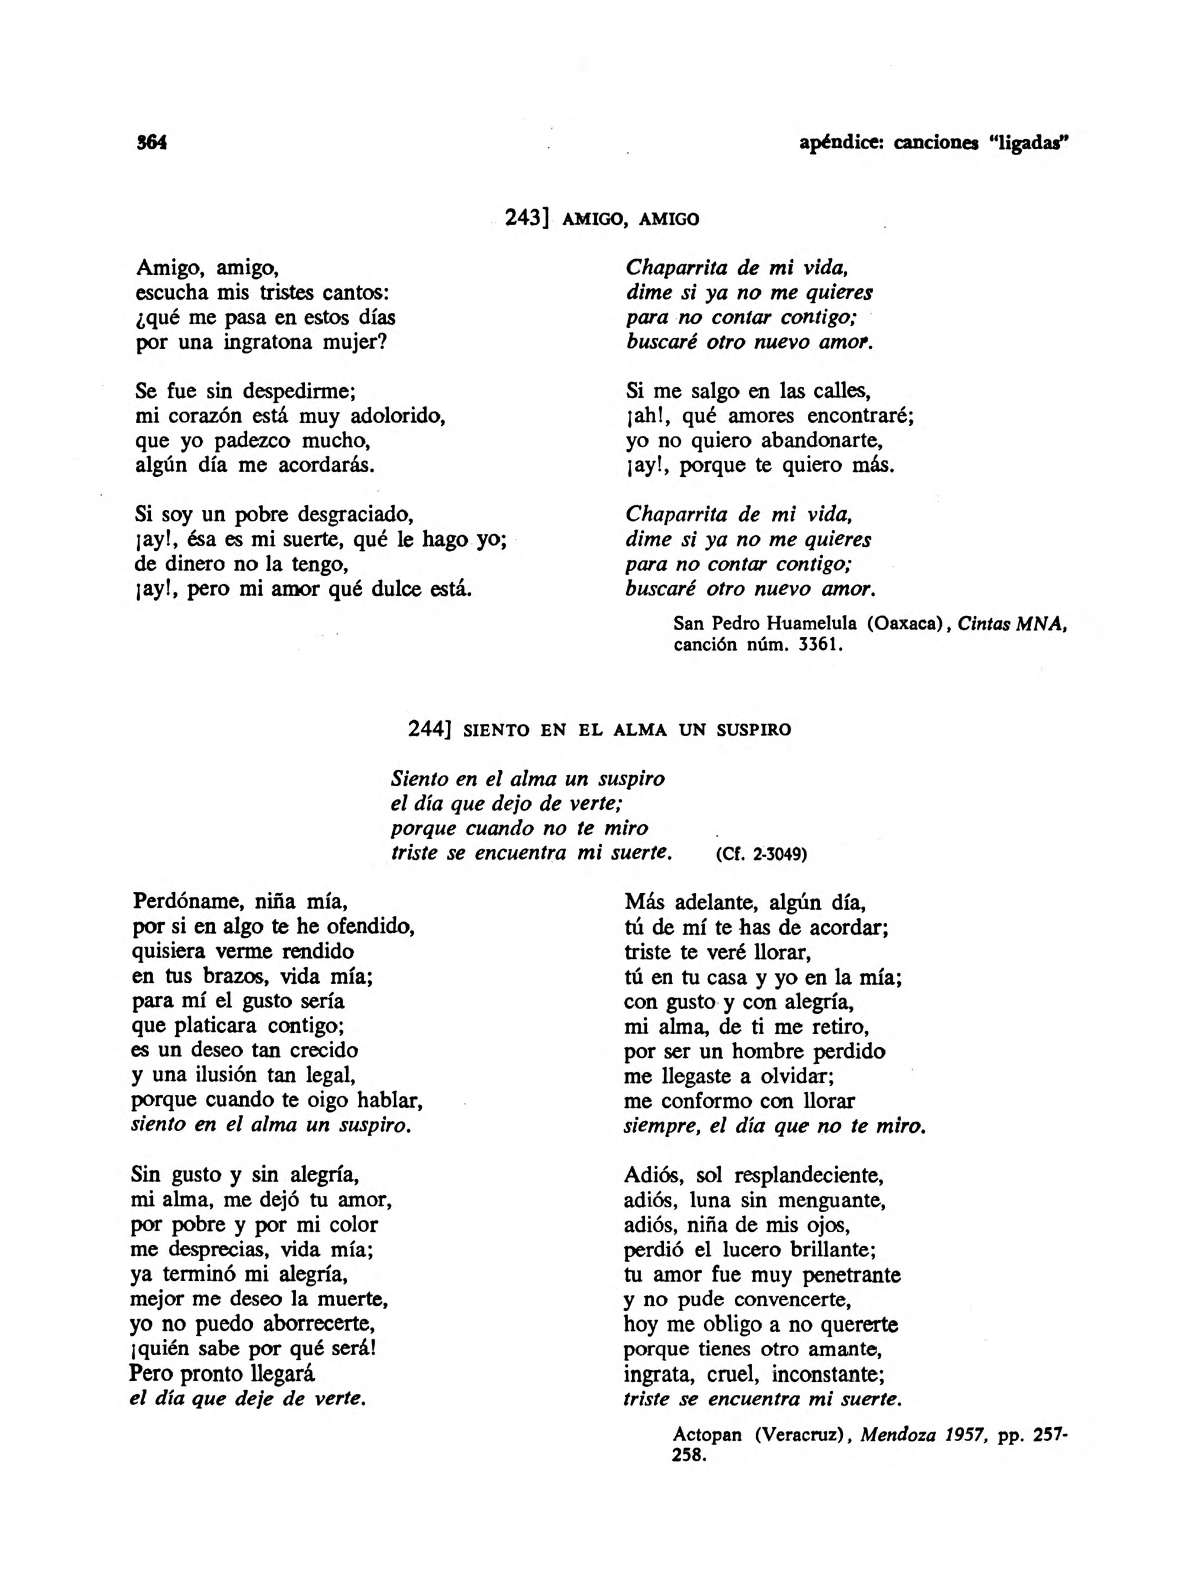 364
apéndice: canciones "ligadas"
243] AMIGO, AMIGO
Amigo, amigo,
escucha mis tristes cantos:
¿qué me pasa en estos días
por una ingratona mujer?
Se fue sin despedirme;
mi corazón está muy adolorido,
que yo padezco mucho,
algún día me acordarás.
Si soy un pobre desgraciado,
¡ay!, ésa es mi suerte, qué le hago yo;
de dinero no la tengo,
¡ay!, pero mi amor qué dulce está.
Chaparrita de mi vida,
dime si ya no me quieres
para no contar contigo;
buscaré otro nuevo amor.
Si me salgo en las calles,
¡ah!, qué amores encontraré;
yo no quiero abandonarte,
¡ay!, porque te quiero más.
Chaparrita de mi vida,
dime si ya no me quieres
para no contar contigo;
buscaré otro nuevo amor.
San Pedro Huamelula (Oaxaca), Cintas MNA,
canción núm. 3361.
244] SIENTO EN EL ALMA UN SUSPIRO
Siento en el alma un suspiro
el día que dejo de verte;
porque cuando no te miro
triste se encuentra mi suerte. (Cf. 2-3049)
Perdóname, niña mía,
por si en algo te he ofendido,
quisiera verme rendido
en tus brazos, vida mía;
para mí el gusto sería
que platicara contigo;
es un deseo tan crecido
y una ilusión tan legal,
porque cuando te oigo hablar,
siento en el alma un suspiro.
Sin gusto y sin alegría,
mi alma, me dejó tu amor,
por pobre y por mi color
me desprecias, vida mía;
ya terminó mi alegría,
mejor me deseo la muerte,
yo no puedo aborrecerte,
¡quién sabe por qué será!
Pero pronto llegará
el día que deje de verte.
Más adelante, algún día,
tú de mí te has de acordar;
triste te veré llorar,
tú en tu casa y yo en la mía;
con gusto y con alegría,
mi alma, de ti me retiro,
por ser un hombre perdido
me llegaste a olvidar;
me conformo con llorar
siempre, el día que no te miro.
Adiós, sol resplandeciente,
adiós, luna sin menguante,
adiós, niña de mis ojos,
perdió el lucero brillante;
tu amor fue muy penetrante
y no pude convencerte,
hoy me obligo a no quererte
porque tienes otro amante,
ingrata, cruel, inconstante;
triste se encuentra mi suerte.
Actopan (Veracruz), Mendoza 1957, pp. 257-
258.